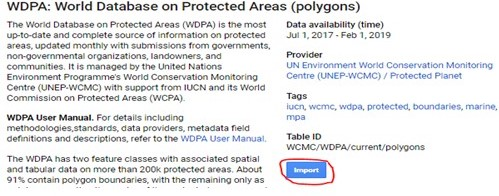 WDPA: World Database on Protected Areas (polygons)
The World Database on Protected Areas (WDPA) is the most
up-to-date and complete source of information on protected
areas, updated monthly with submissions from governments,
non-governmental organizations, landowners, and
communities. It is managed by the United Nations
Environment Programme's World Conservation Monitoring
Centre (UNEP-WCMC) with support from IUCN and its World
Commission on Protected Areas (WCPA).
WDPA User Manual. For details including
methodologies,standards, data providers, metadata field
definitions and descriptions, refer to the WDPA User Manual.
The WDPA has two feature classes with associated spatial
and tabular data on more than 200k protected areas. About
91% contain polygon boundaries, with the remaining only as
Data availability (time)
Jul 1, 2017 - Feb 1, 2019
Provider
UN Environment World Conservation Monitoring
Centre (UNEP-WCMC) / Protected Planet
Tags
iucn, wcmc, wdpa, protected, boundaries, marine,
mpa
Table ID
WCMC/WDPA/current/polygons
Import